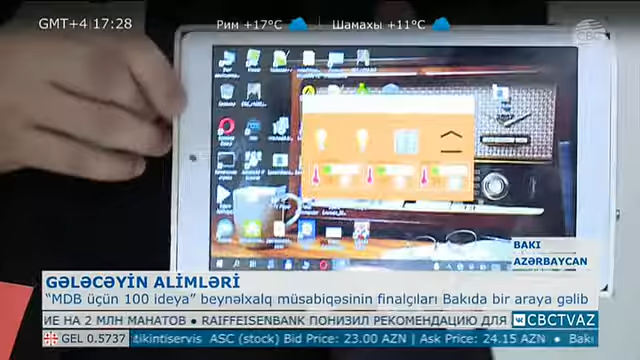 GMT+4 17:28
Рим +17°C
Шамахы +11°C
CBC
BAKI
AZƏRBAYCAN
GƏLƏCƏYİN ALİMLƏRİ
“MDB üçün 100 ideya” beynəlxalq müsabiqəsinin finalçıları Bakıda bir araya gəlib
ИЕ НА 2 МЛН МАНАТОВ • RAIFFEISENBANK ПОНИЗИЛ РЕКОМЕНДАЦИЮ ДЛЯ
CBCTVAZ
GEL 0.5737
tikintiservis ASC (stock) Bid Price: 23.00 AZN | Ask Price: 24.15 AZN • Bakı